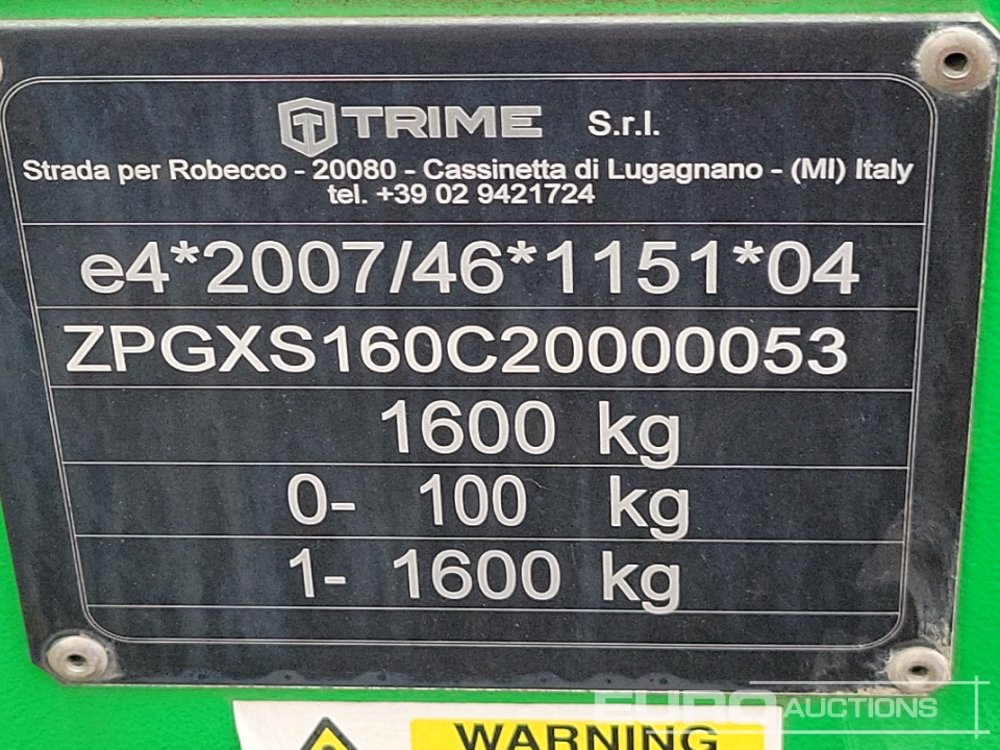 TRIME S.r.l.
Strada per Robecco - 20080 - Cassinetta di Lugagnano - (MI) Italy
tel. +39 02 9421724
e4*2007/46*1151*04
ZPGXS160C20000053
1600 kg
0- 100 kg
1- 1600 kg
WARNING
EURO AUCTIONS